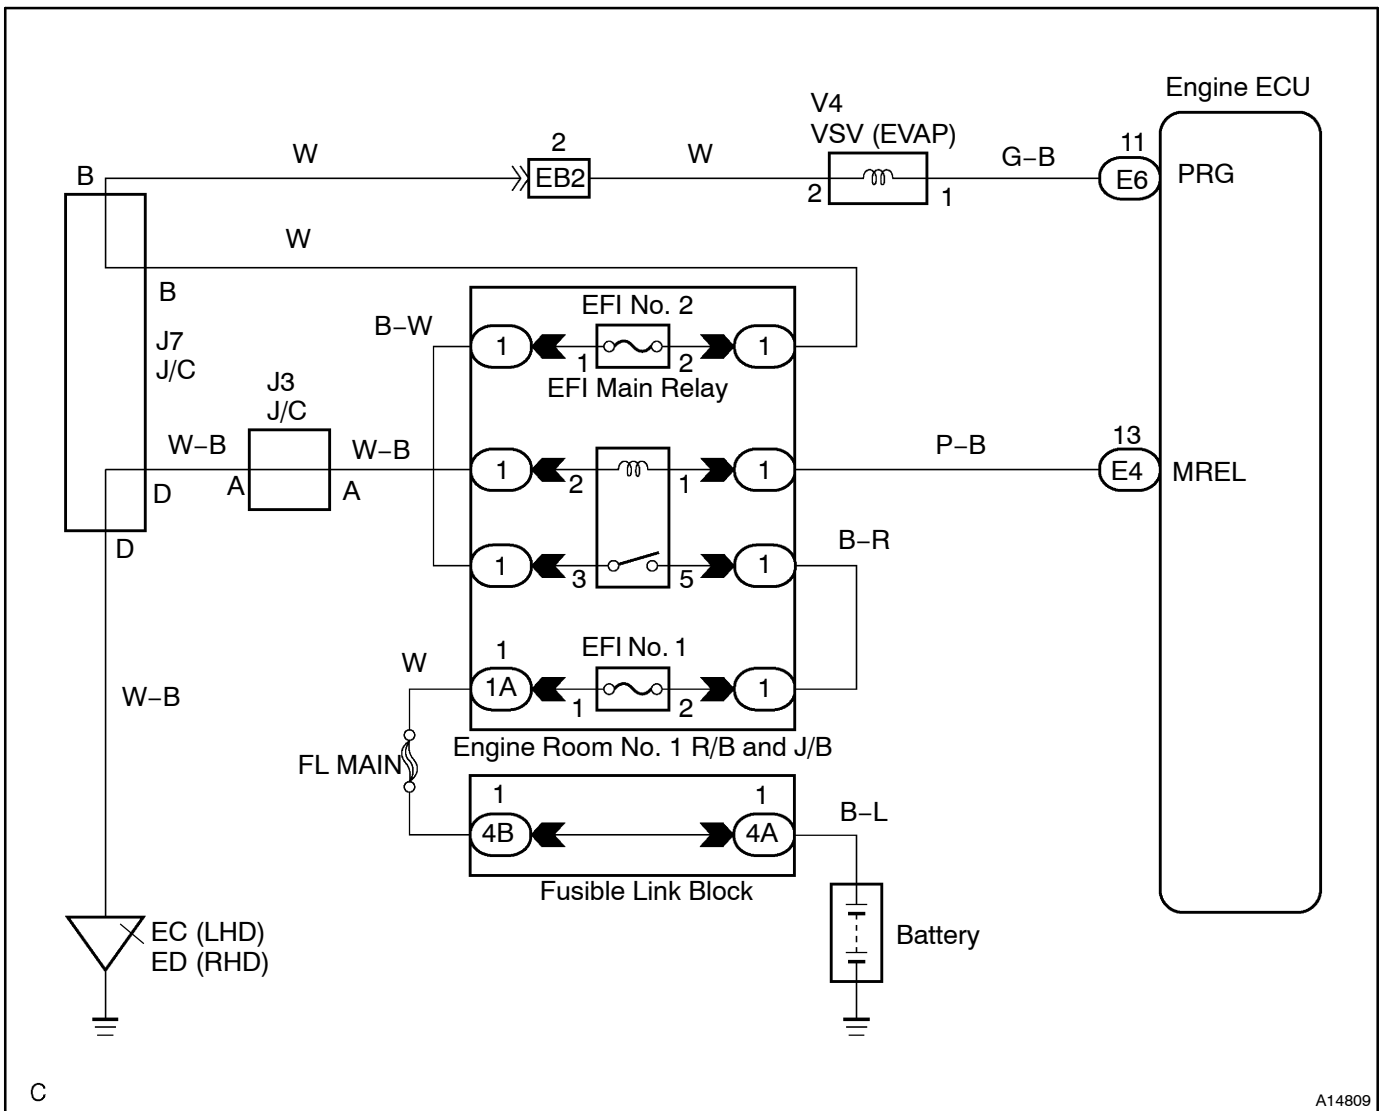 Engine ECU
V4
VSV (EVAP)
11
2
W
W
G–B
B
EB2
E6
PRG
2
1
W
B
EFI No. 2
B–W
J7
J/C
1
1
1
2
EFI Main Relay
J3
J/C
W–B
W–B
P–B
13
1
1
E4
MREL
A
A
2
1
D
D
B–R
1
1
3
5
EFI No. 1
1
W
1A
1
1
2
W–B
Engine Room No. 1 R/B and J/B
FL MAIN
1
1
4B
4A
B–L
Fusible Link Block
EC (LHD)
ED (RHD)
Battery
C
A14809